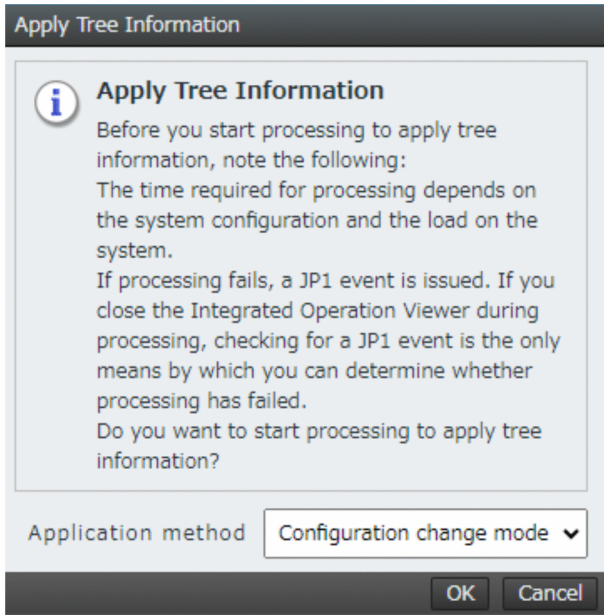 Apply Tree Information
Apply Tree Information
Before you start processing to apply tree
information, note the following:
The time required for processing depends on
the system configuration and the load on the
system.
If processing fails, a JP1 event is issued. If you
close the Integrated Operation Viewer during
processing, checking for a JP1 event is the only
means by which you can determine whether
processing has failed.
Do you want to start processing to apply tree
information?
Application method Configuration change mode
OK Cancel